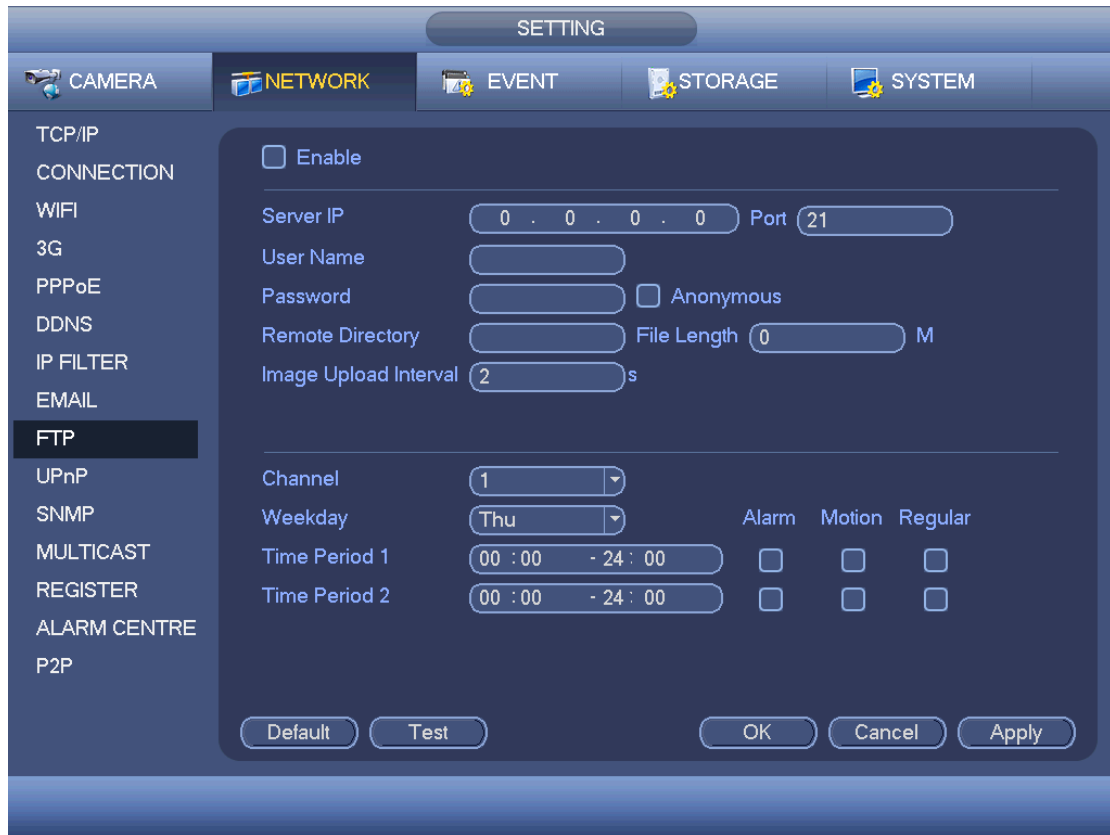 SETTING
CAMERA NETWORK EVENT STORAGE SYSTEM
TCP/IP
CONNECTION
WIFI
3G
PPPoE
DDNS
IP FILTER
EMAIL
FTP
UPnP
SNMP
MULTICAST
REGISTER
ALARM CENTRE
P2P
Enable
Server IP 0 . 0 . 0 . 0 Port 21
User Name
Password Anonymous
Remote Directory File Length 0 M
Image Upload Interval 2 s
Channel 1
Weekday Thu Alarm Motion Regular
Time Period 1 00 :00 - 24 : 00
Time Period 2 00 :00 - 24 : 00
Default Test OK Cancel Apply